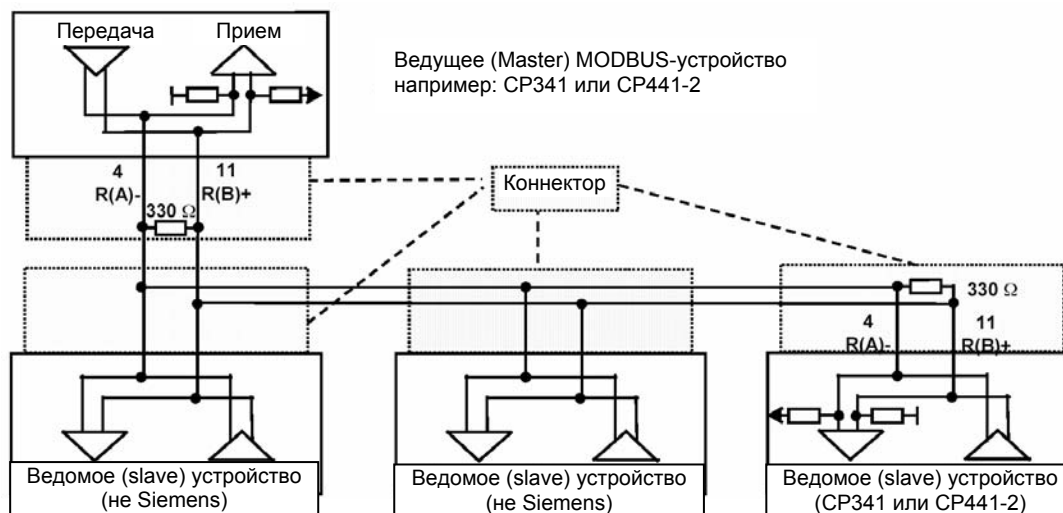 Передача Прием
Ведущее (Master) MODBUS-устройство
например: CP341 или CP441-2
4 11
R(A)- R(B)+
330 Ω
Коннектор
330 Ω
4 11
R(A)- R(B)+
Ведомое (slave) устройство
(не Siemens)
Ведомое (slave) устройство
(не Siemens)
Ведомое (slave) устройство
(CP341 или CP441-2)